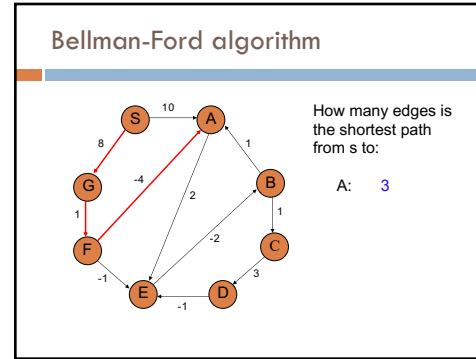 Bellman-Ford algorithm
How many edges is
the shortest path
from s to:
A: 3
S
10
A
8
-4
1
G
2
B
1
1
-2
F
C
-1
3
E
-1
D